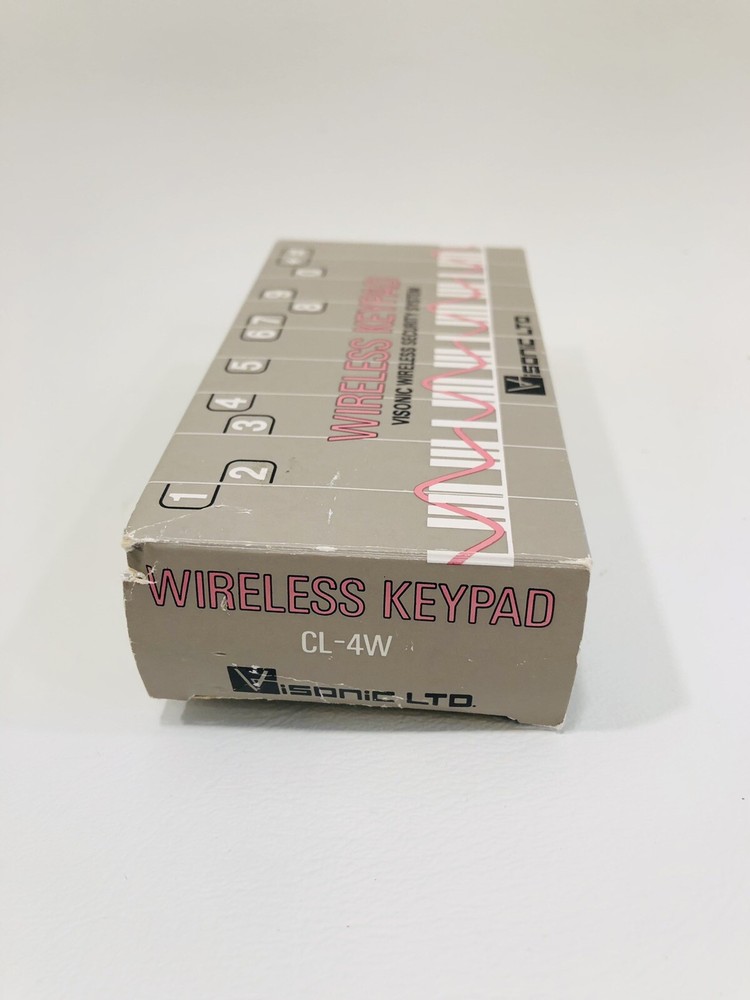 1
2
3
4
5
6 7
8
9
0
WIRELESS KEYPAD
VISONIC WIRELESS SECURITY SYSTEM
Visonic LTD.
WIRELESS KEYPAD
CL-4W
Visonic LTD.